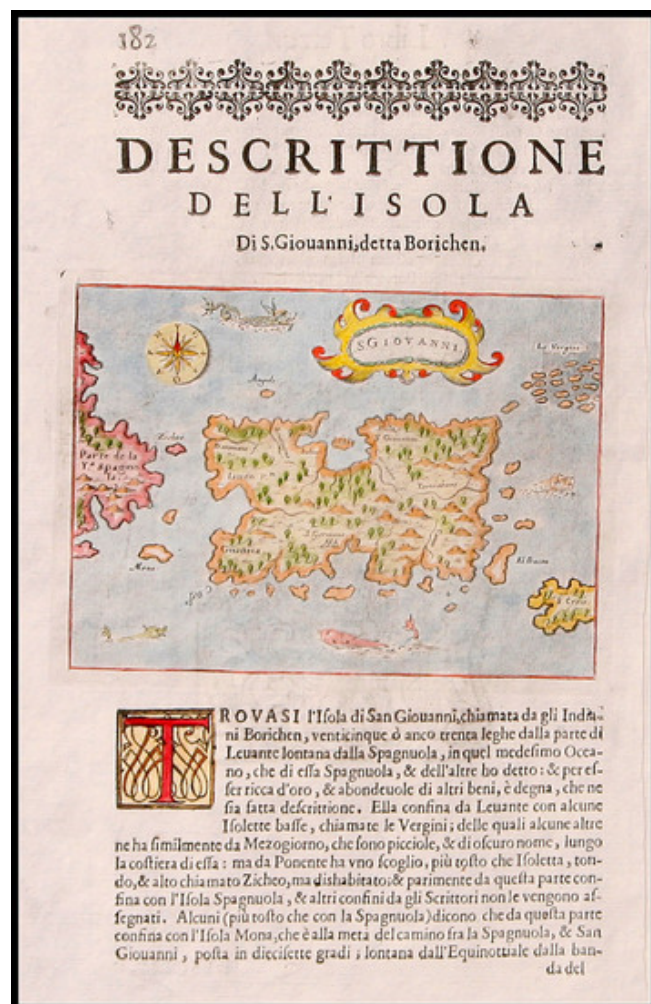 182
DESCRITTIONE
DELL'ISOLA
Di S. Giouanni, detta Borichen.
S. GIOVANNI.
Le Vergini
Zicheo
Parte de la
Spagno
la
Mona
S. Croce
TROVASI l'Isola di San Giouanni, chiamata da gli India-
ni Borichen, venticinque ò anco trenta leghe dalla parte di
Leuante lontana dalla Spagnuola, in quel medesimo Ocea-
no, che di essa Spagnuola, & dell'altre ho detto: & per es-
ser ricca d'oro, & abondeuole di altri beni, è degna, che ne
sia fatta descrittione. Ella confina da Leuante con alcune
Isolette basse, chiamate le Vergini; delle quali alcune altre
ne ha similmente da Mezogiorno, che sono picciole, & di oscuro nome, lungo
la costiera di essa: ma da Ponente ha vno scoglio, più tosto che Isoletta, ton-
do, & alto chiamato Zicheo, ma dishabitato: & parimente da questa parte con-
fina con l'Isola Spagnuola, & altri confini da gli Scrittori non le vengono as-
segnati. Alcuni (più tosto che con la Spagnuola) dicono che da questa parte
confina con l'Isola Mona, che è alla metà del camino fra la Spagnuola, & San
Giouanni, posta in diecisette gradi; lontana dall'Equinottiale dalla ban-
da del